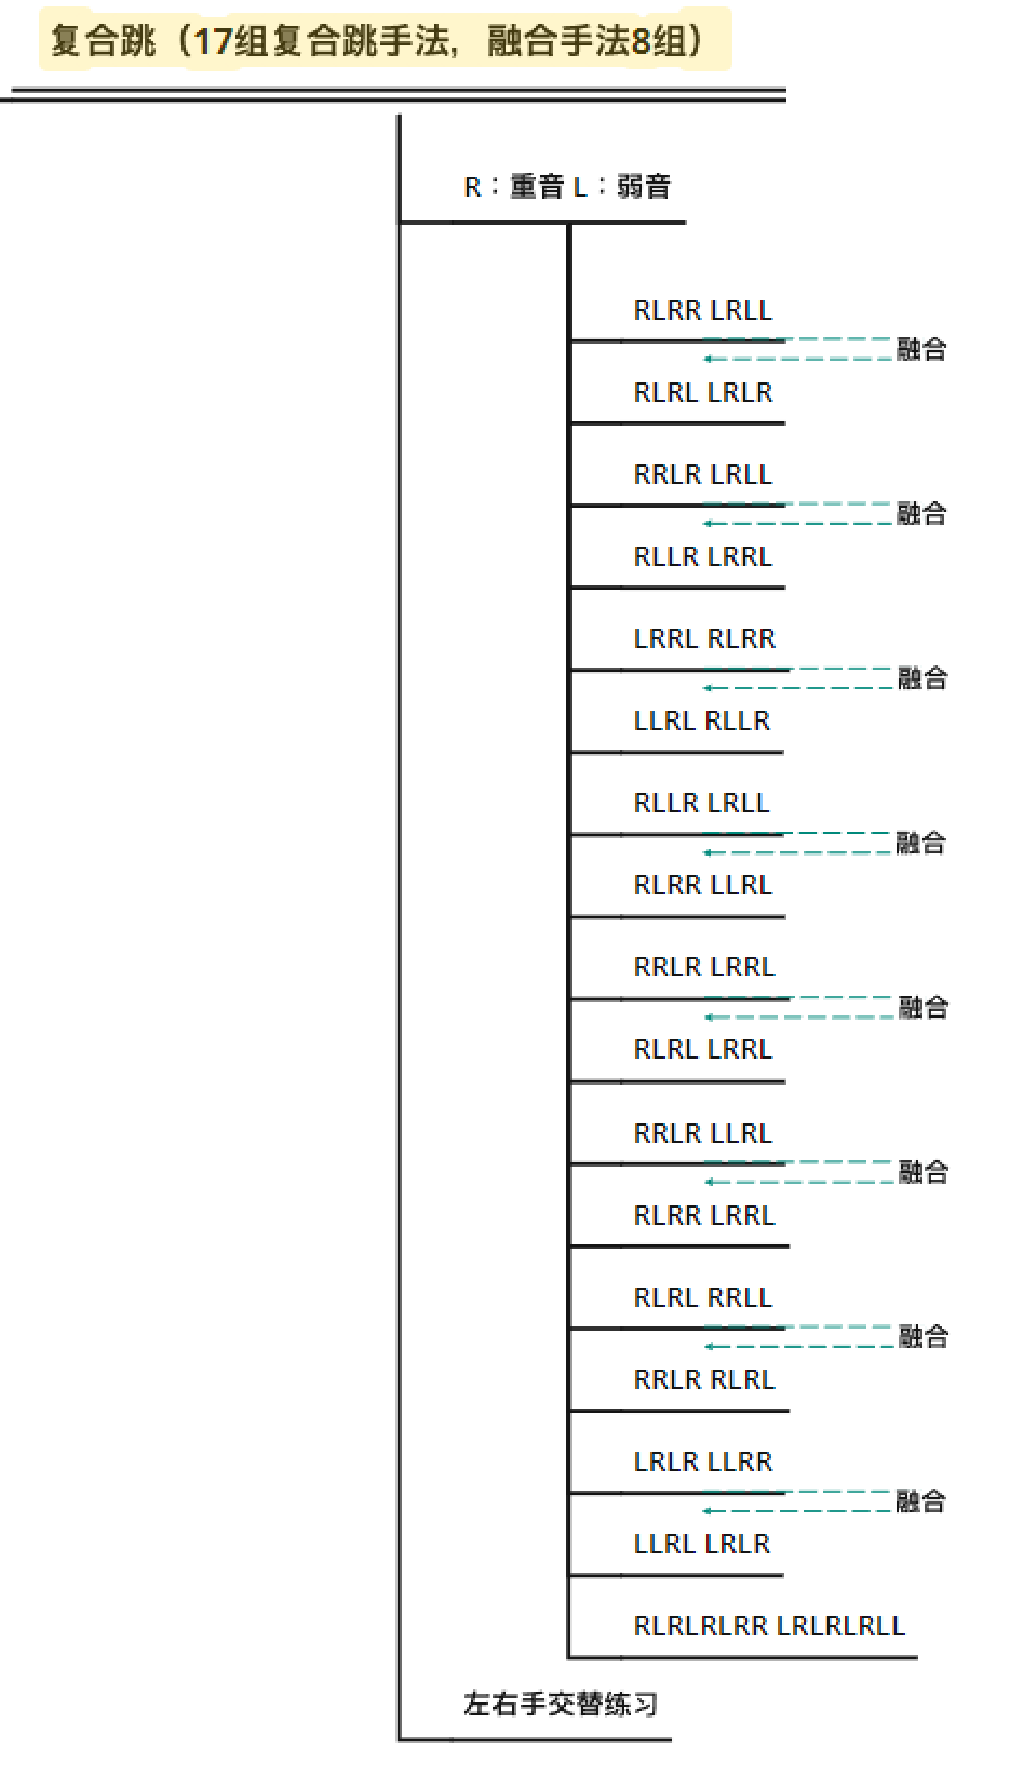 复合跳（17组复合跳手法，融合手法8组）
R：重音 L：弱音
RLRR LRLL
融合
RLRL LRLR
RRLR LRLL
融合
RLLR LRRL
LRRL RLRR
融合
LLRL RLLR
RLLR LRLL
融合
RLRR LLRL
RRLR LRRL
融合
RLRL LRRL
RRLR LLRL
融合
RLRR LRRL
RLRL RRLL
融合
RRLR RLRL
LRLR LLRR
融合
LLRL LRLR
RLRLRLRR LRLRLRLL
左右手交替练习